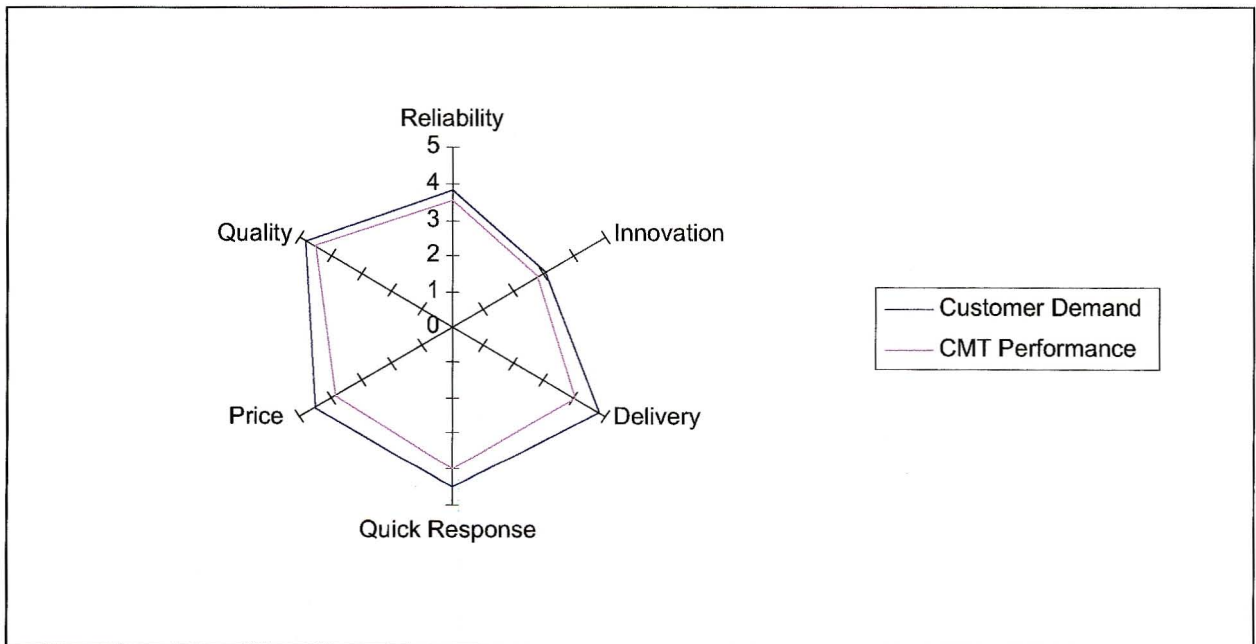 Reliability
5
4
3
2
1
0
Quality
Innovation
Price
Delivery
Quick Response
Customer Demand
CMT Performance